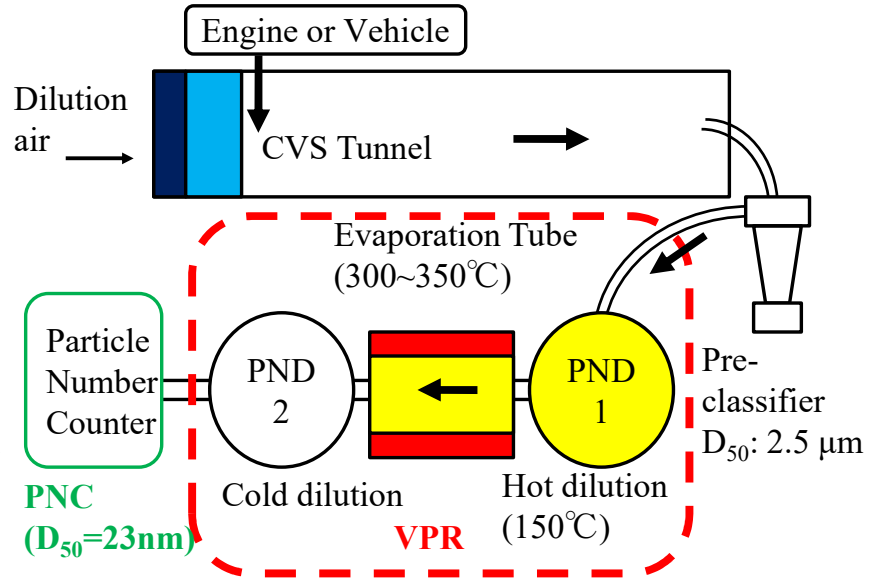 Engine or Vehicle
Dilution
air
CVS Tunnel
Evaporation Tube
(300~350℃)
Particle
Number
Counter
PND
2
PND
1
Pre-
classifier
D₅₀: 2.5 μm
Cold dilution
Hot dilution
(150℃)
PNC
(D₅₀=23nm)
VPR